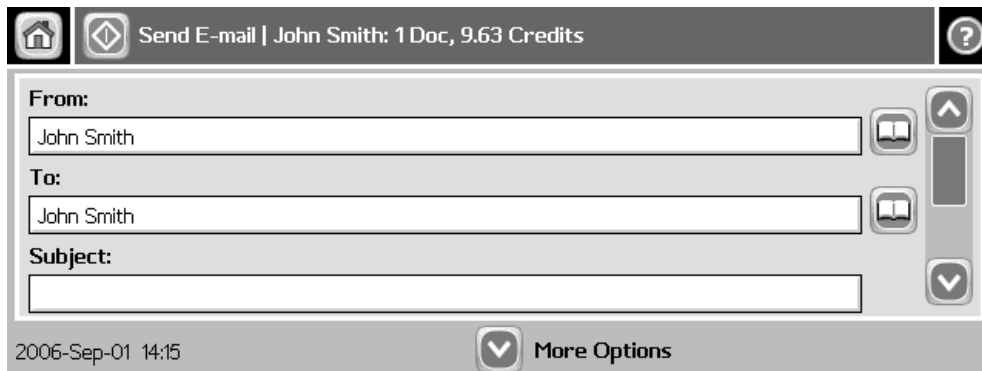 Send E-mail | John Smith: 1 Doc, 9.63 Credits
?
From:
John Smith
To:
John Smith
Subject:
2006-Sep-01 14:15
More Options